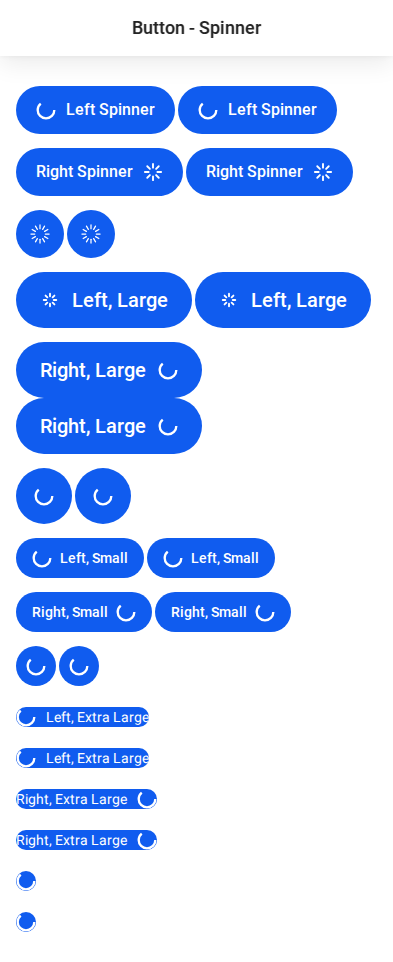 Button - Spinner
Left Spinner Left Spinner
Right Spinner Right Spinner
Left, Large Left, Large
Right, Large
Right, Large
Left, Small Left, Small
Right, Small Right, Small
Left, Extra Large
Left, Extra Large
Right, Extra Large
Right, Extra Large